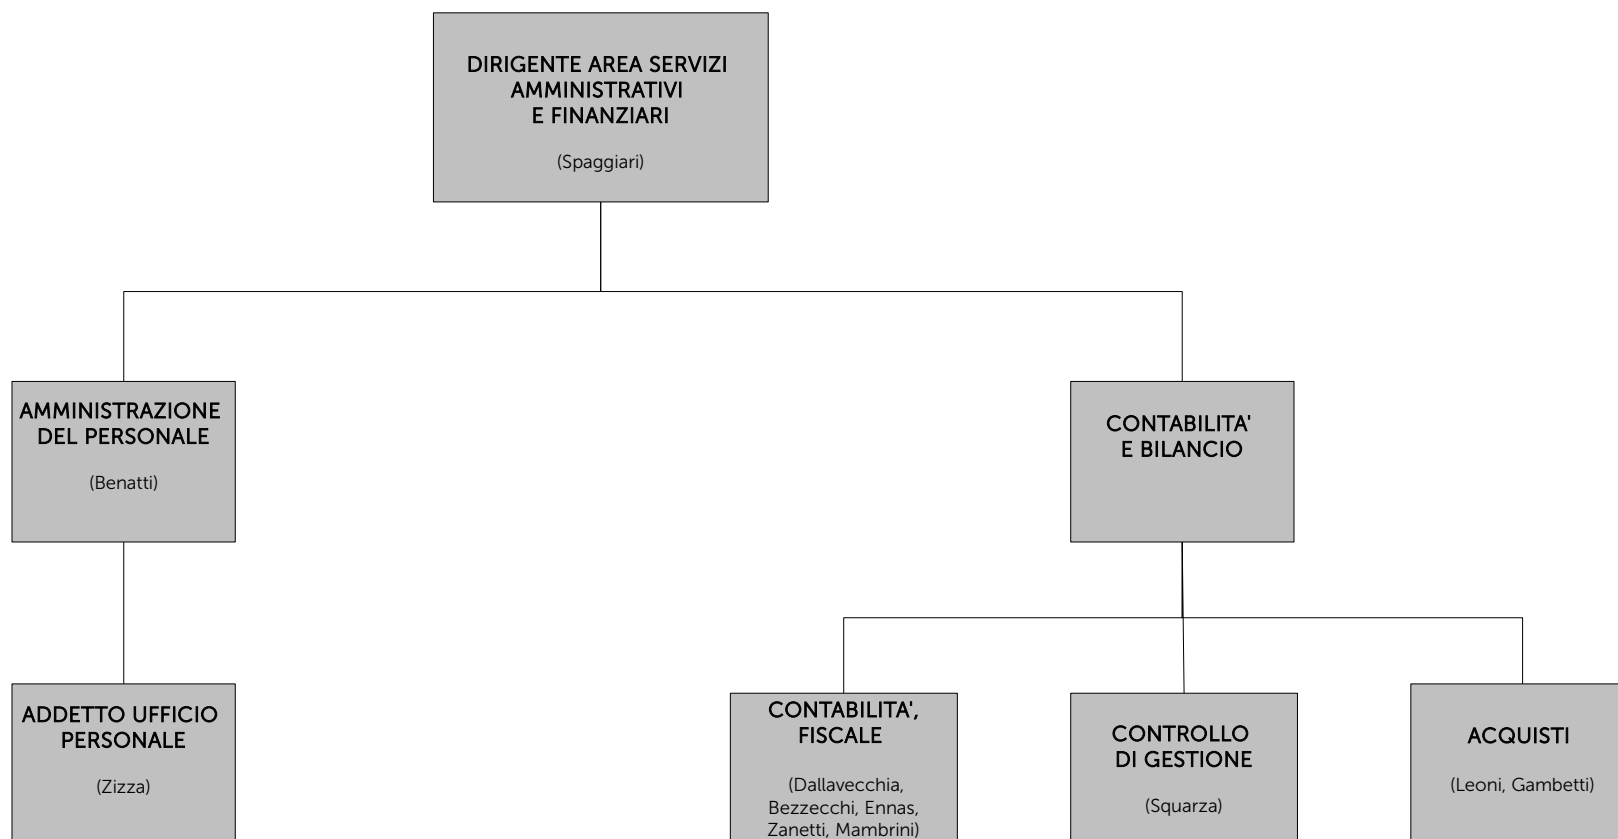 DIRIGENTE AREA SERVIZI
AMMINISTRATIVI
E FINANZIARI
(Spaggiari)
AMMINISTRAZIONE
DEL PERSONALE
(Benatti)
CONTABILITA'
E BILANCIO
ADDETTO UFFICIO
PERSONALE
(Zizza)
CONTABILITA',
FISCALE
(Dallavecchia,
Bezzecchi, Ennas,
Zanetti, Mambrini)
CONTROLLO
DI GESTIONE
(Squarza)
ACQUISTI
(Leoni, Gambetti)